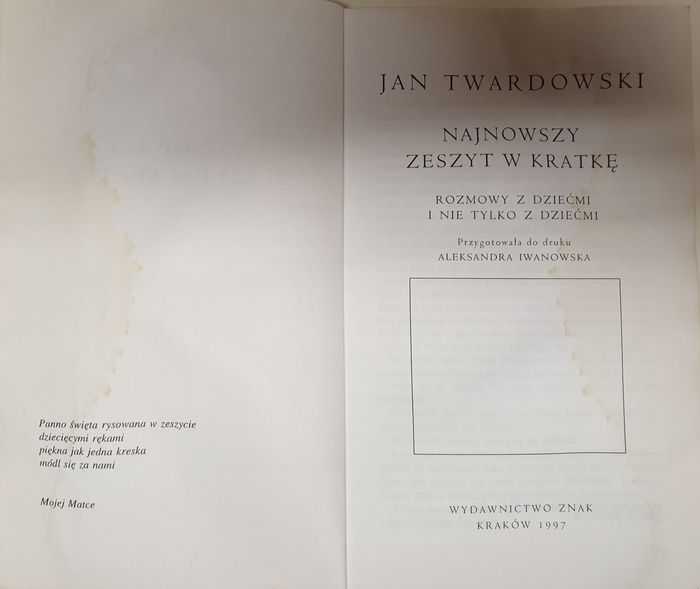 Panno święta rysowana w zeszycie
dziecięcymi rękami
piękna jak jedna kreska
módl się za nami
Mojej Matce
JAN TWARDOWSKI
NAJNOWSZY
ZESZYT W KRATKĘ
ROZMOWY Z DZIEĆMI
I NIE TYLKO Z DZIEĆMI
Przygotowała do druku
ALEKSANDRA IWANOWSKA
WYDAWNICTWO ZNAK
KRAKÓW 1997